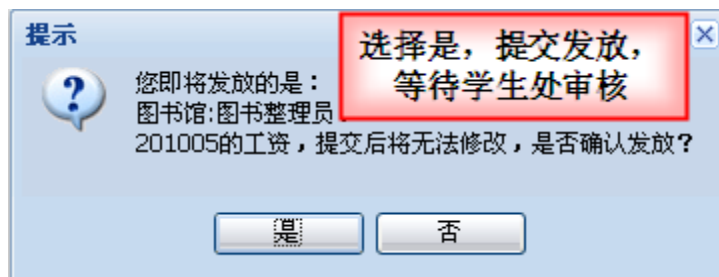 提示
选择是，提交发放，
等待学生处审核
您即将发放的是：
图书馆:图书整理员
201005的工资，提交后将无法修改，是否确认发放?
是
否